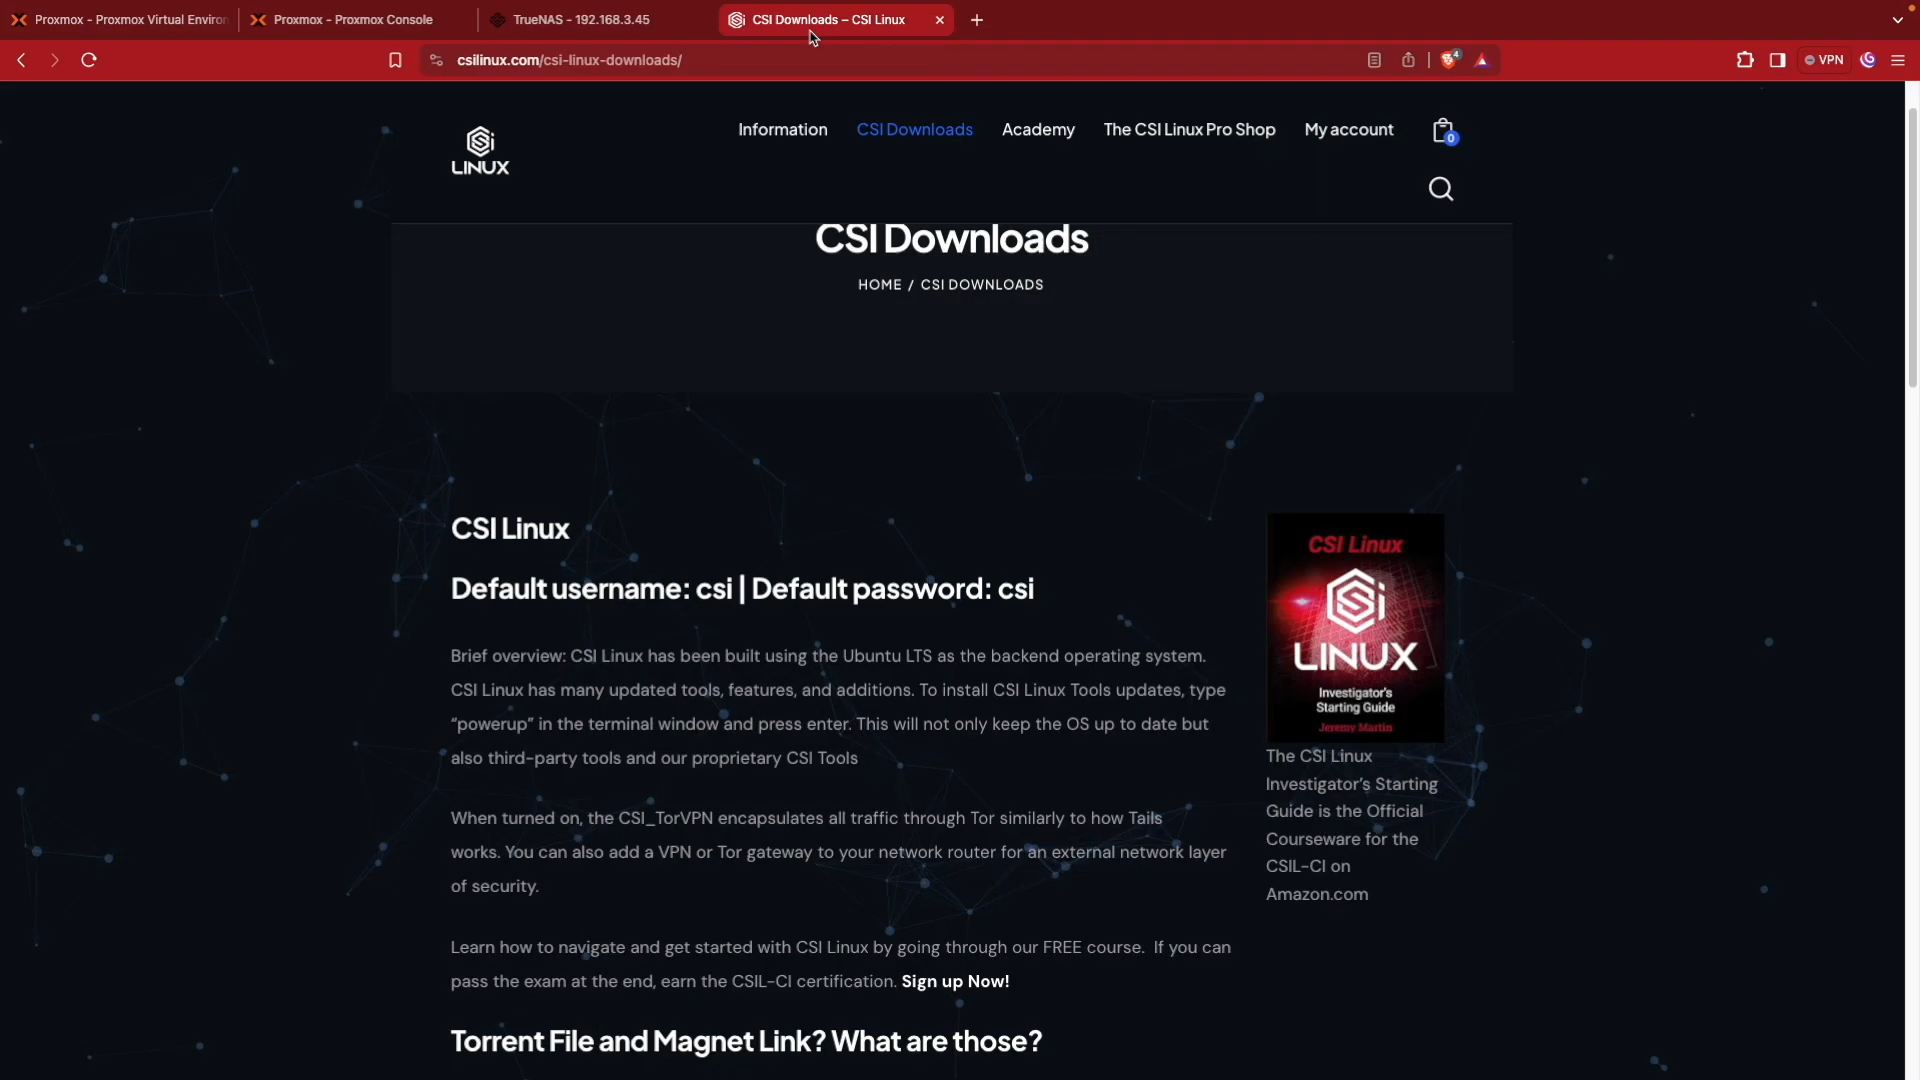 Proxmox - Proxmox Virtual Environ
Proxmox - Proxmox Console
TrueNAS - 192.168.3.45
CSI Downloads – CSI Linux
csilinux.com/csi-linux-downloads/
4
VPN
LINUX
Information
CSI Downloads
Academy
The CSI Linux Pro Shop
My account
0
CSI Downloads
HOME / CSI DOWNLOADS
CSI Linux
Default username: csi | Default password: csi
Brief overview: CSI Linux has been built using the Ubuntu LTS as the backend operating system.
CSI Linux has many updated tools, features, and additions. To install CSI Linux Tools updates, type
“powerup” in the terminal window and press enter. This will not only keep the OS up to date but
also third-party tools and our proprietary CSI Tools
When turned on, the CSI_TorVPN encapsulates all traffic through Tor similarly to how Tails
works. You can also add a VPN or Tor gateway to your network router for an external network layer
of security.
Learn how to navigate and get started with CSI Linux by going through our FREE course. If you can
pass the exam at the end, earn the CSIL-CI certification. Sign up Now!
Torrent File and Magnet Link? What are those?
CSI Linux
LINUX
Investigator's
Starting Guide
Jeremy Martin
The CSI Linux
Investigator’s Starting
Guide is the Official
Courseware for the
CSIL-CI on
Amazon.com